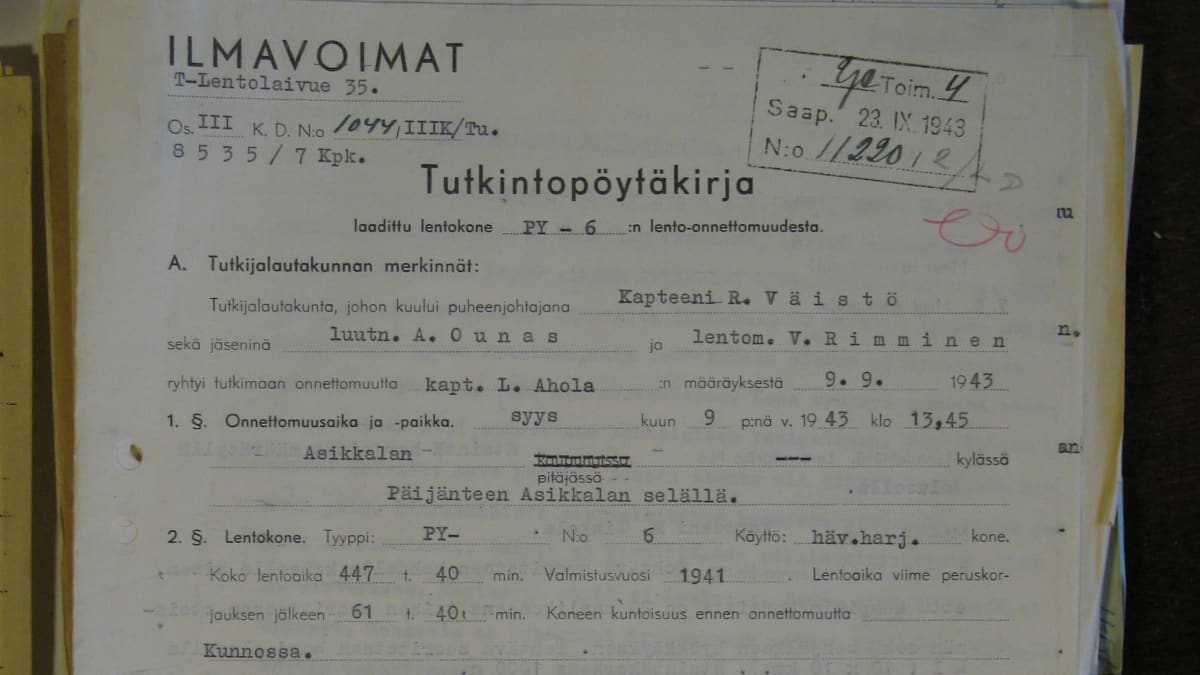 ILMAVOIMAT
T-Lentolaivue 35.
Os. III K. D. N:o 1044, IIIK/Tu.
8535/7 Kpk.
Toim. 4
Saap. 23. IX 1943
N:o 11220
Tutkintopöytäkirja
laadittu lentokone PY - 6 :n lento-onnettomuudesta.
A. Tutkijalautakunnan merkinnät:
Tutkijalautakunta, johon kuului puheenjohtajana Kapteeni R. Väistö
sekä jäseninä luutn. A. Ounas ja lentom. V. Rimminen
ryhtyi tutkimaan onnettomuutta kapt. L. Ahola :n määräyksestä 9. 9. 1943
1. §. Onnettomuusaika ja -paikka. syys kuun 9 p:nä v. 1943 klo 13,45
Asikkalan --- kylässä
pitäjässä
Päijänteen Asikkalan selällä.
2. §. Lentokone. Tyyppi: PY- N:o 6 Käyttö: häv.harj. kone.
Koko lentoaika 447 t. 40 min. Valmistusvuosi 1941 . Lentoaika viime peruskor-
jauksen jälkeen 61 t. 40 min. Koneen kuntoisuus ennen onnettomuutta
Kunnossa.